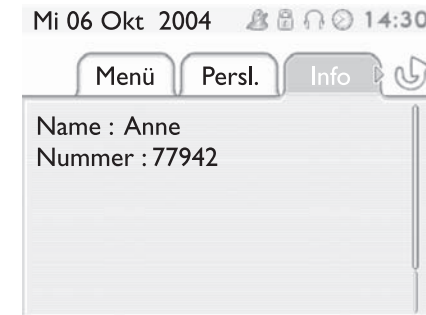 Mi 06 Okt 2004 14:30
Menü Persl. Info
Name : Anne
Nummer : 77942